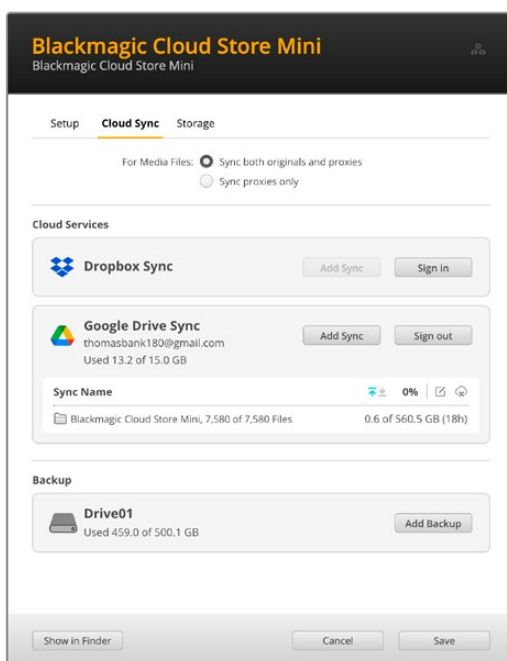 Blackmagic Cloud Store Mini
Blackmagic Cloud Store Mini
Setup Cloud Sync Storage
For Media Files: Sync both originals and proxies
Sync proxies only
Cloud Services
Dropbox Sync Add Sync Sign in
Google Drive Sync
thomasbank180@gmail.com
Used 13.2 of 15.0 GB
Add Sync Sign out
Sync Name 0%
Blackmagic Cloud Store Mini, 7,580 of 7,580 Files 0.6 of 560.5 GB (18h)
Backup
Drive01
Used 459.0 of 500.1 GB
Add Backup
Show in Finder Cancel Save